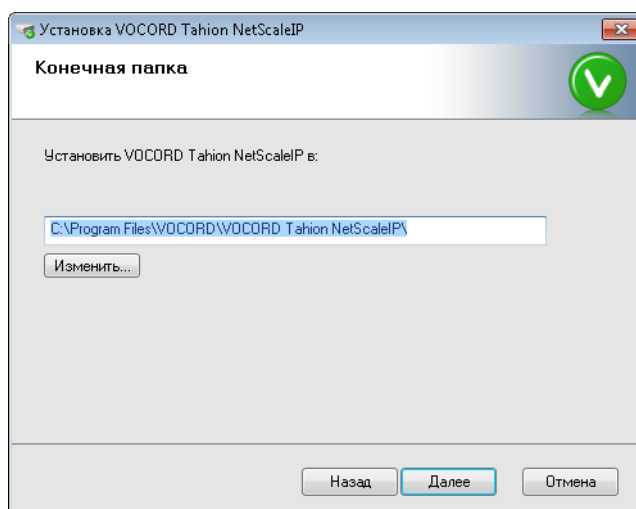 Установка VOCORD Tahion NetScaleIP
Конечная папка
Установить VOCORD Tahion NetScaleIP в:
C:\Program Files\VOCORD\VOCORD Tahion NetScaleIP\
Изменить...
Назад Далее Отмена